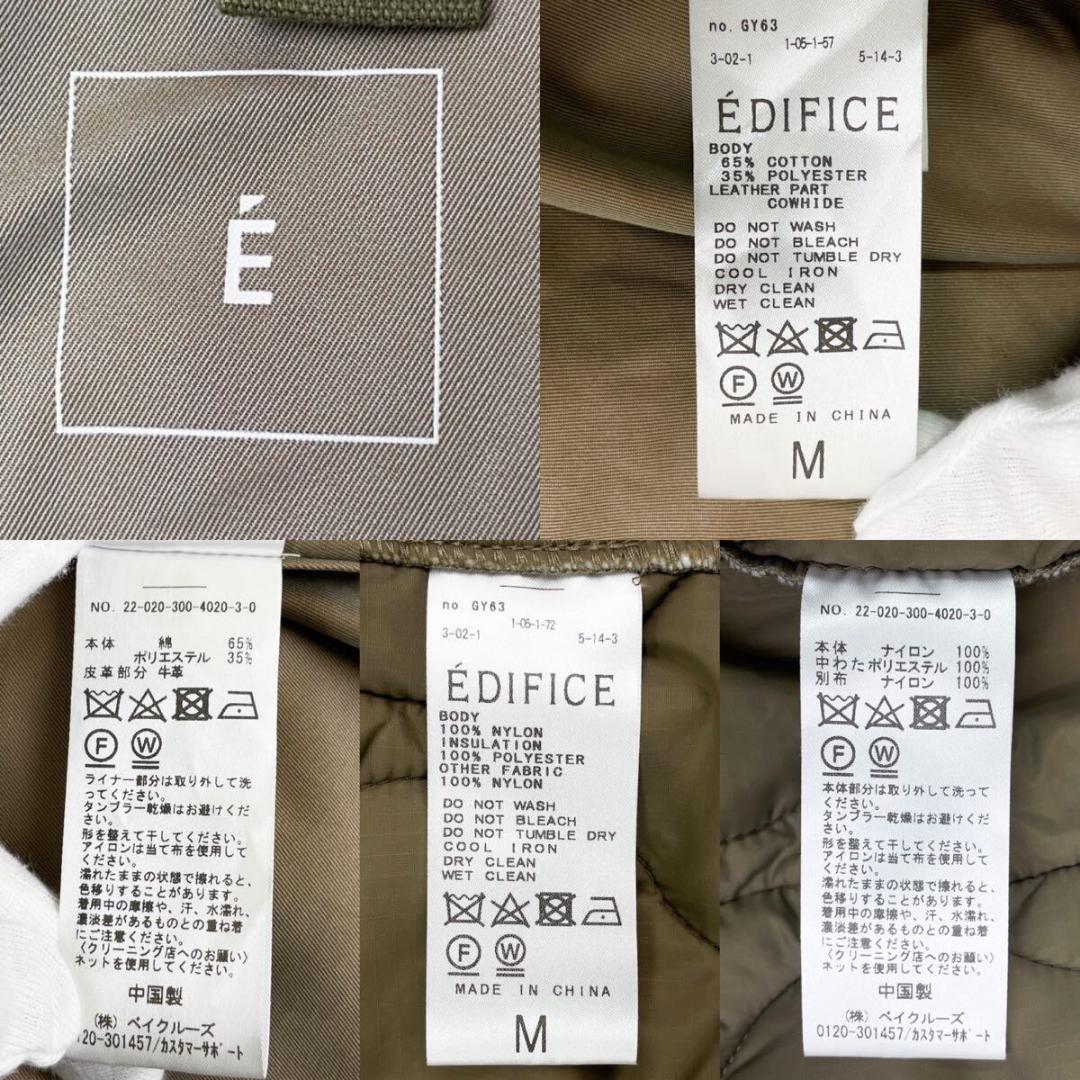 É
no. GY63
1-05-1-57
3-02-1 5-14-3
ÉDIFICE
BODY
65% COTTON
35% POLYESTER
LEATHER PART
COWHIDE
DO NOT WASH
DO NOT BLEACH
DO NOT TUMBLE DRY
COOL IRON
DRY CLEAN
WET CLEAN
F W
MADE IN CHINA
M
NO. 22-020-300-4020-3-0
本体 綿 65%
ポリエステル 35%
皮革部分 牛革
F W
ライナー部分は取り外して洗
ってください。
タンブラー乾燥はお避けくだ
さい。
形を整えて干してください。
アイロンは当て布を使用して
ください。
濡れたままの状態で擦れると、
色移りすることがあります。
着用中の摩擦や、汗、水濡れ、
濃淡差があるものとの重ね着
にご注意ください。
〈クリーニング店へのお願い〉
ネットを使用してください。
中国製
(株) ベイクルーズ
0120-301457/カスタマーサポート
no. GY63
1-05-1-72
3-02-1 5-14-3
ÉDIFICE
BODY
100% NYLON
INSULATION
100% POLYESTER
OTHER FABRIC
100% NYLON
DO NOT WASH
DO NOT BLEACH
DO NOT TUMBLE DRY
COOL IRON
DRY CLEAN
WET CLEAN
F W
MADE IN CHINA
M
NO. 22-020-300-4020-3-0
本体 ナイロン 100%
中わた ポリエステル 100%
別布 ナイロン 100%
F W
本体部分は取り外して洗って
ください。
タンブラー乾燥はお避けくだ
さい。
形を整えて干してください。
アイロンは当て布を使用して
ください。
濡れたままの状態で擦れると、
色移りすることがあります。
着用中の摩擦や、汗、水濡れ、
濃淡差があるものとの重ね着
にご注意ください。
〈クリーニング店へのお願い〉
ネットを使用してください。
中国製
(株) ベイクルーズ
0120-301457/カスタマーサポート